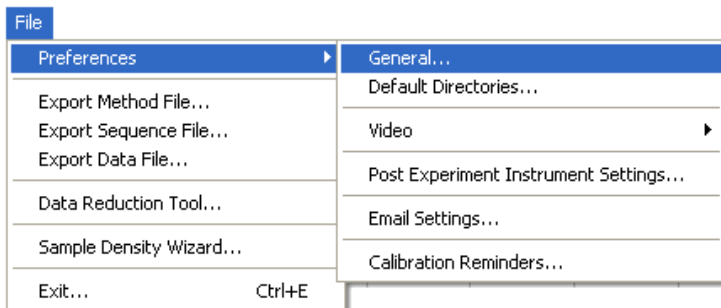 File
Preferences
Export Method File...
Export Sequence File...
Export Data File...
Data Reduction Tool...
Sample Density Wizard...
Exit... Ctrl+E
General...
Default Directories...
Video
Post Experiment Instrument Settings...
Email Settings...
Calibration Reminders...